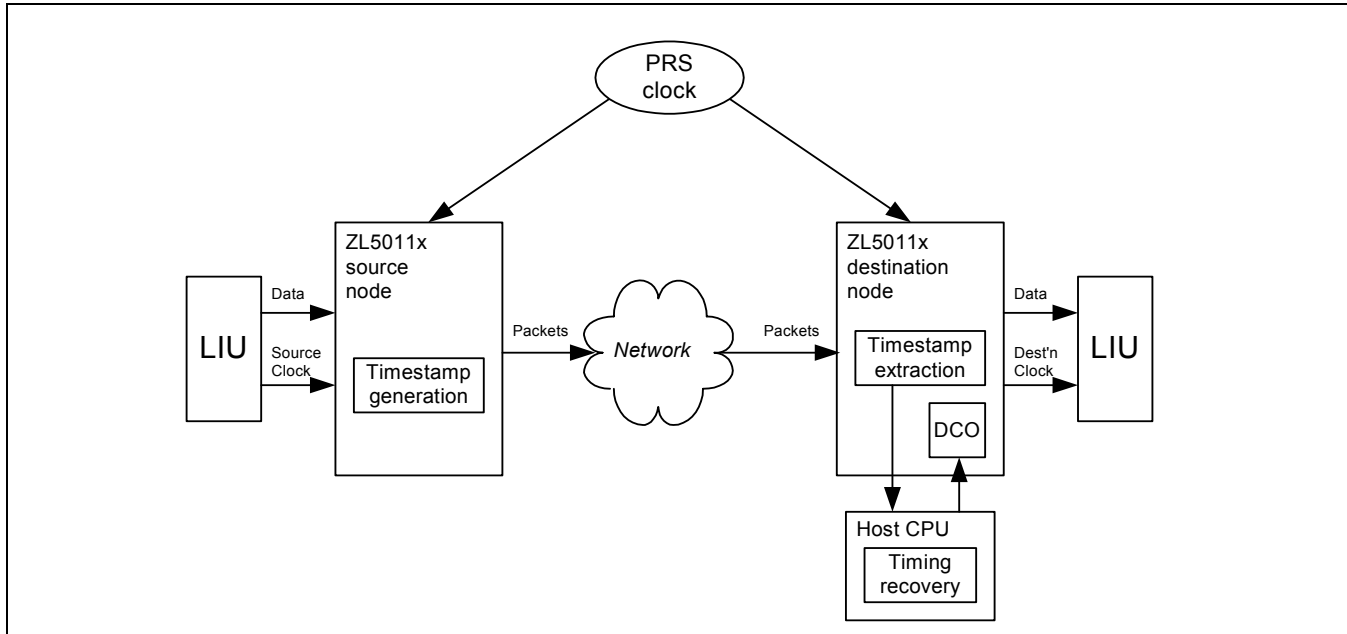 PRS
clock
ZL5011x
source
node
ZL5011x
destination
node
Data
Data
LIU
Source
Clock
Timestamp
generation
Packets
Network
Packets
Timestamp
extraction
Dest'n
Clock
LIU
DCO
Host CPU
Timing
recovery